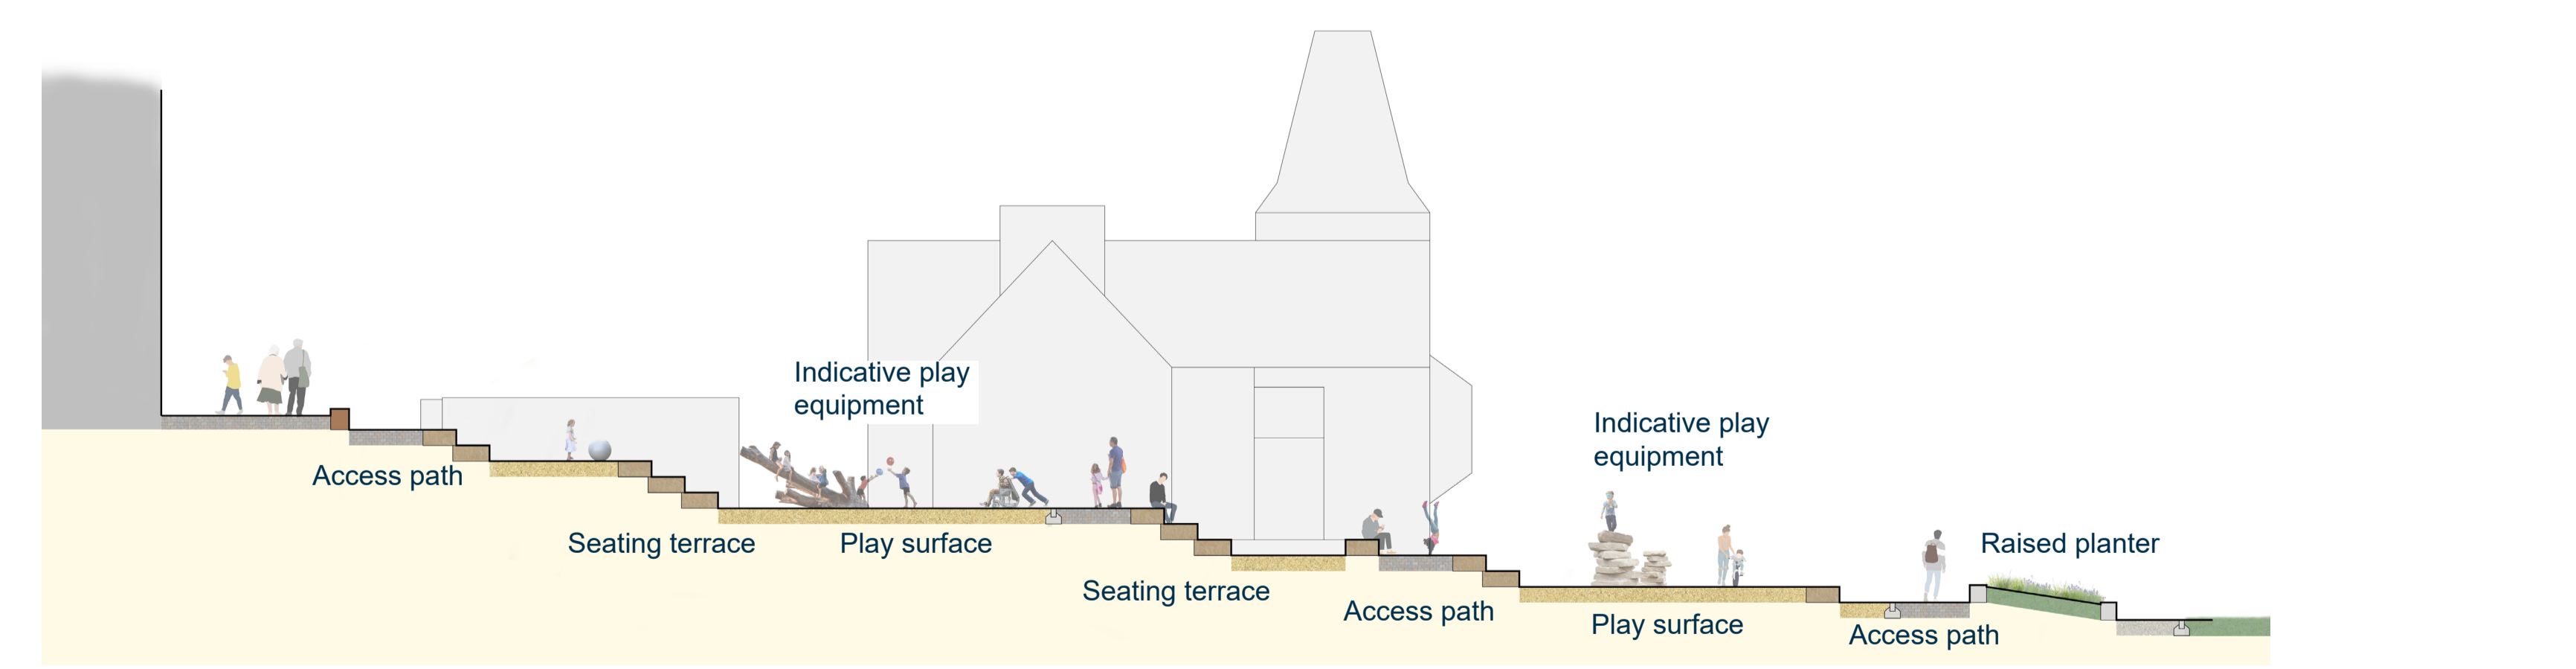 Indicative play
equipment
Indicative play
equipment
Access path
Seating terrace
Play surface
Raised planter
Seating terrace
Access path
Play surface
Access path